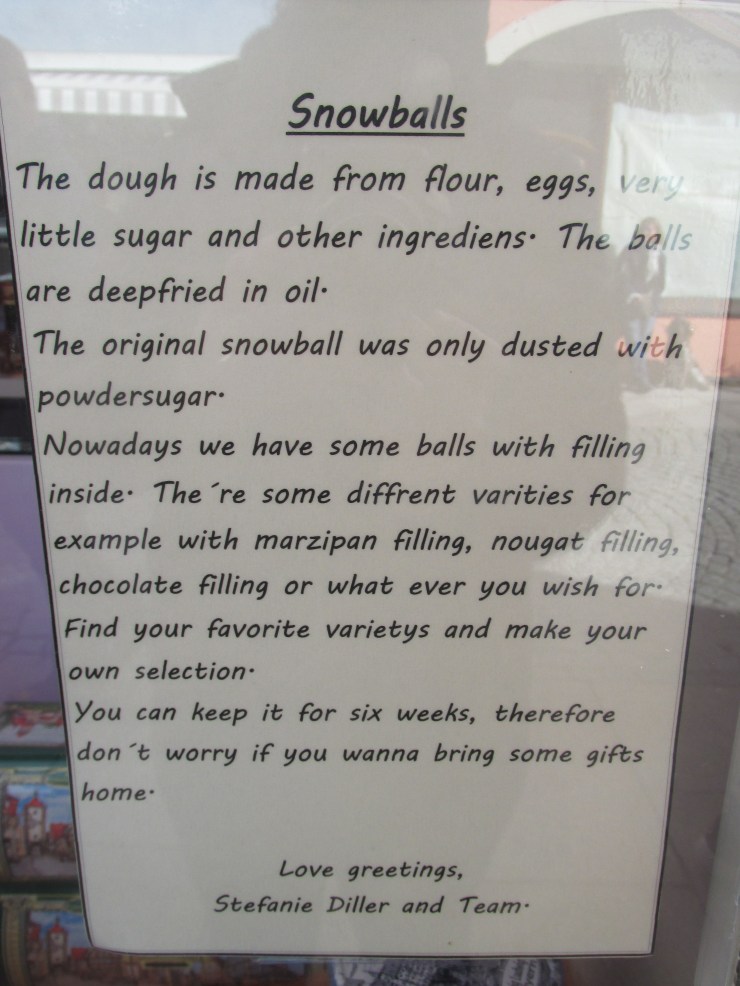 Snowballs
The dough is made from flour, eggs, very
little sugar and other ingrediens. The balls
are deepfried in oil.
The original snowball was only dusted with
powdersugar.
Nowadays we have some balls with filling
inside. The´re some diffrent varities for
example with marzipan filling, nougat filling,
chocolate filling or what ever you wish for.
Find your favorite varietys and make your
own selection.
You can keep it for six weeks, therefore
don´t worry if you wanna bring some gifts
home.
Love greetings,
Stefanie Diller and Team.